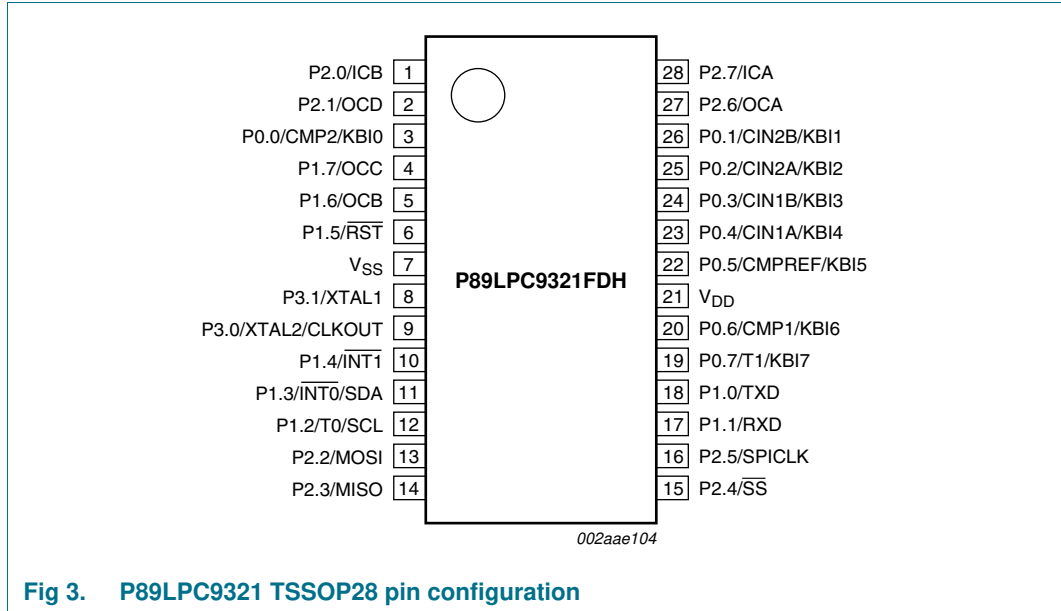 P2.0/ICB 1
P2.1/OCD 2
P0.0/CMP2/KBI0 3
P1.7/OCC 4
P1.6/OCB 5
P1.5/R̅S̅T̅ 6
VSS 7
P3.1/XTAL1 8
P3.0/XTAL2/CLKOUT 9
P1.4/I̅N̅T̅1̅ 10
P1.3/I̅N̅T̅0̅/SDA 11
P1.2/T0/SCL 12
P2.2/MOSI 13
P2.3/MISO 14
P89LPC9321FDH
28 P2.7/ICA
27 P2.6/OCA
26 P0.1/CIN2B/KBI1
25 P0.2/CIN2A/KBI2
24 P0.3/CIN1B/KBI3
23 P0.4/CIN1A/KBI4
22 P0.5/CMPREF/KBI5
21 VDD
20 P0.6/CMP1/KBI6
19 P0.7/T1/KBI7
18 P1.0/TXD
17 P1.1/RXD
16 P2.5/SPICLK
15 P2.4/S̅S̅
002aae104
Fig 3. P89LPC9321 TSSOP28 pin configuration